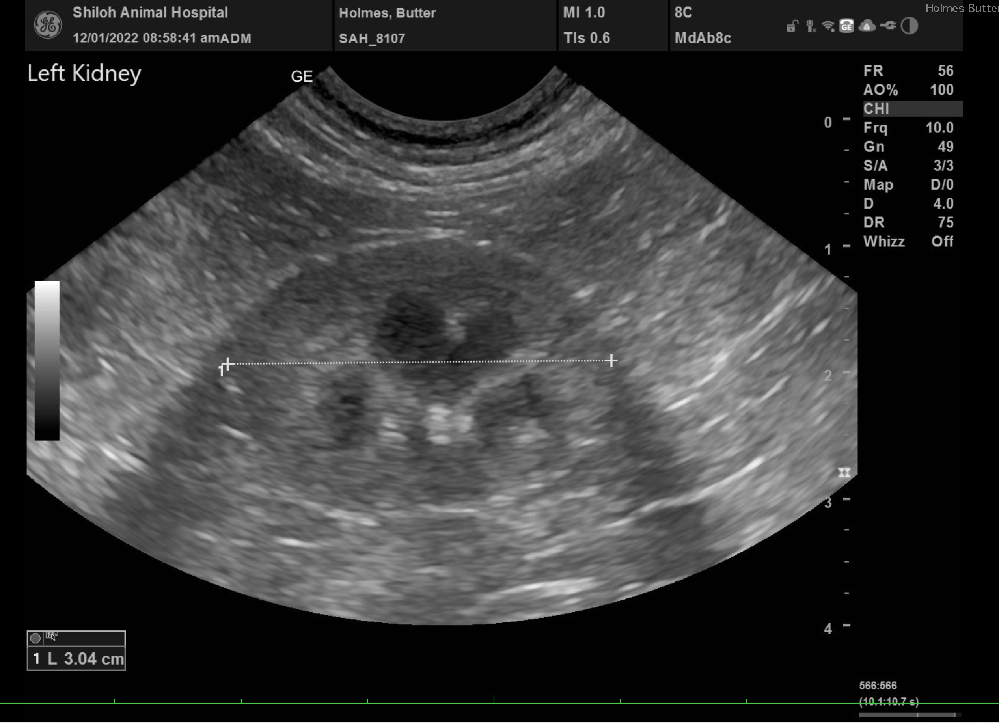 Shiloh Animal Hospital
12/01/2022 08:58:41 amADM
Holmes, Butter
SAH_8107
MI 1.0
TIs 0.6
8C
MdAb8c
GE
Holmes Butter
Left Kidney
GE
FR 56
AO% 100
CHI
Frq 10.0
Gn 49
S/A 3/3
Map D/0
D 4.0
DR 75
Whizz Off
0
1
2
3
4
1
1 L 3.04 cm
566:566
(10.1:10.7 s)